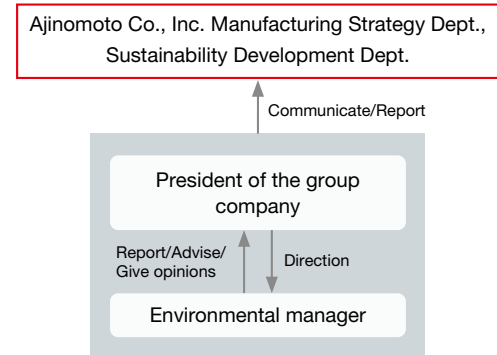 Ajinomoto Co., Inc. Manufacturing Strategy Dept.,
Sustainability Development Dept.
Communicate/Report
President of the group
company
Report/Advise/
Give opinions
Direction
Environmental manager